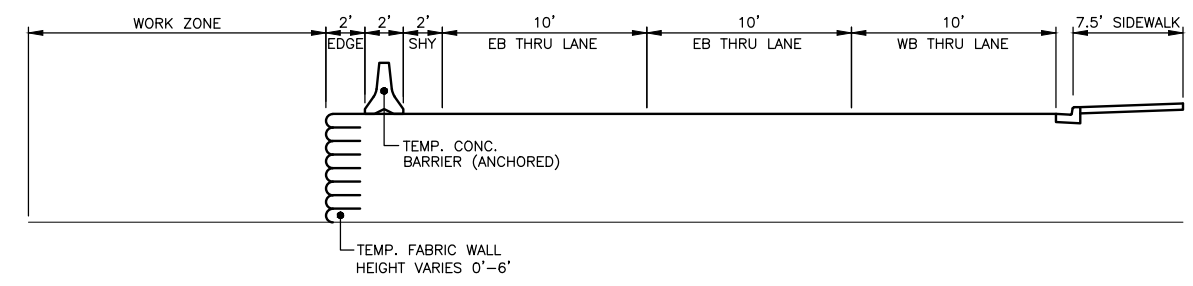 WORK ZONE 2' 2' 2' 10' 10' 10' 7.5' SIDEWALK
EDGE SHY EB THRU LANE EB THRU LANE WB THRU LANE
TEMP. CONC.
BARRIER (ANCHORED)
TEMP. FABRIC WALL
HEIGHT VARIES 0'-6'